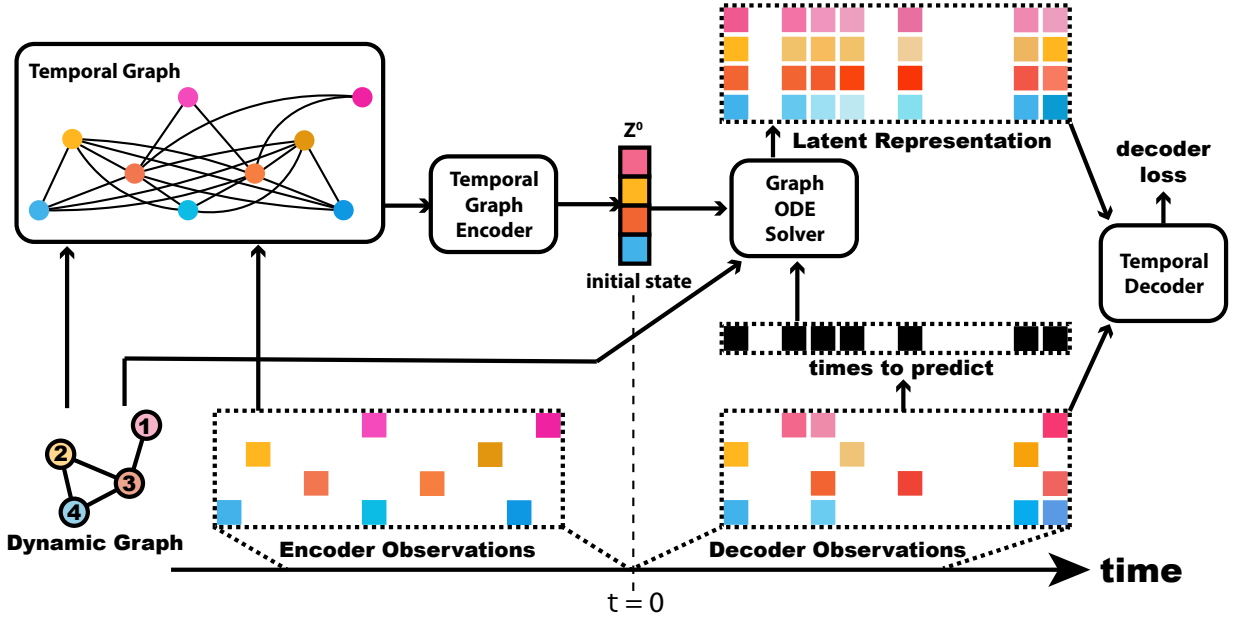 Temporal Graph
Temporal
Graph
Encoder
Z⁰
initial state
Graph
ODE
Solver
Latent Representation
decoder
loss
Temporal
Decoder
times to predict
1
2
3
4
Dynamic Graph
Encoder Observations
Decoder Observations
time
t = 0